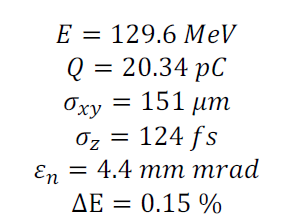 E = 129.6 MeV
Q = 20.34 pC
σxy = 151 μm
σz = 124 fs
εn = 4.4 mm mrad
ΔE = 0.15 %